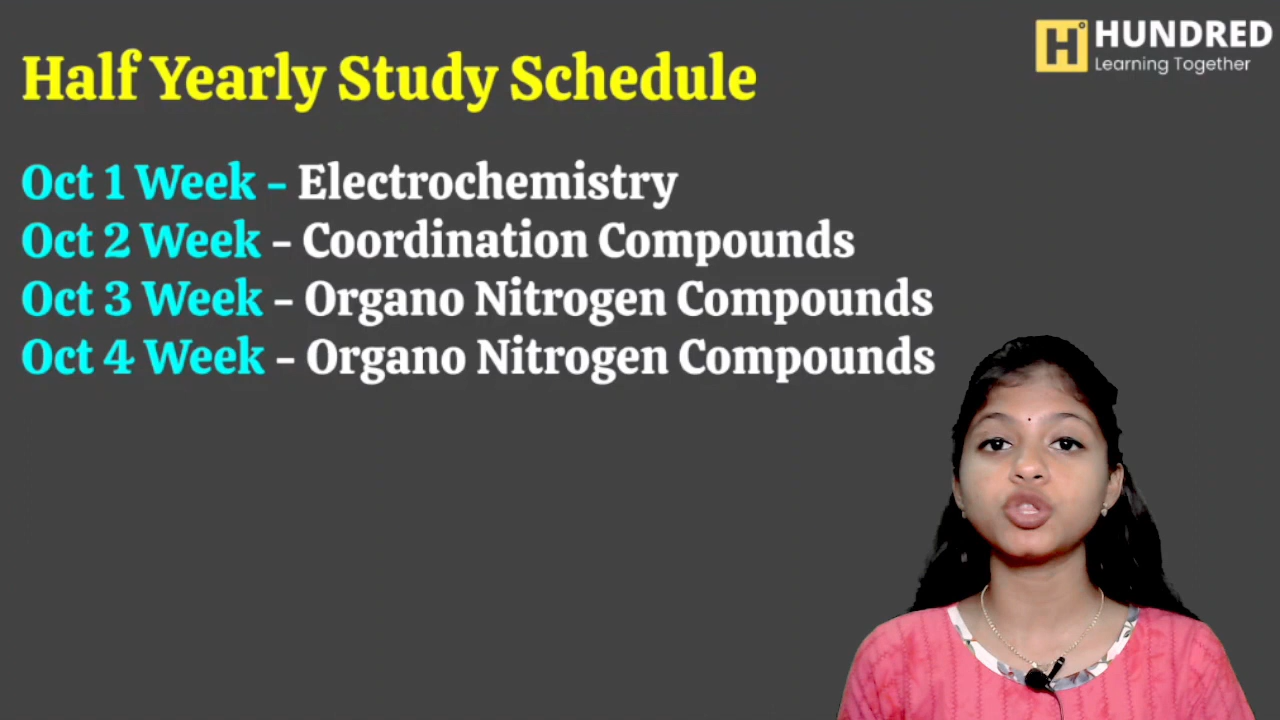 HUNDRED
Learning Together
Half Yearly Study Schedule
Oct 1 Week - Electrochemistry
Oct 2 Week - Coordination Compounds
Oct 3 Week - Organo Nitrogen Compounds
Oct 4 Week - Organo Nitrogen Compounds